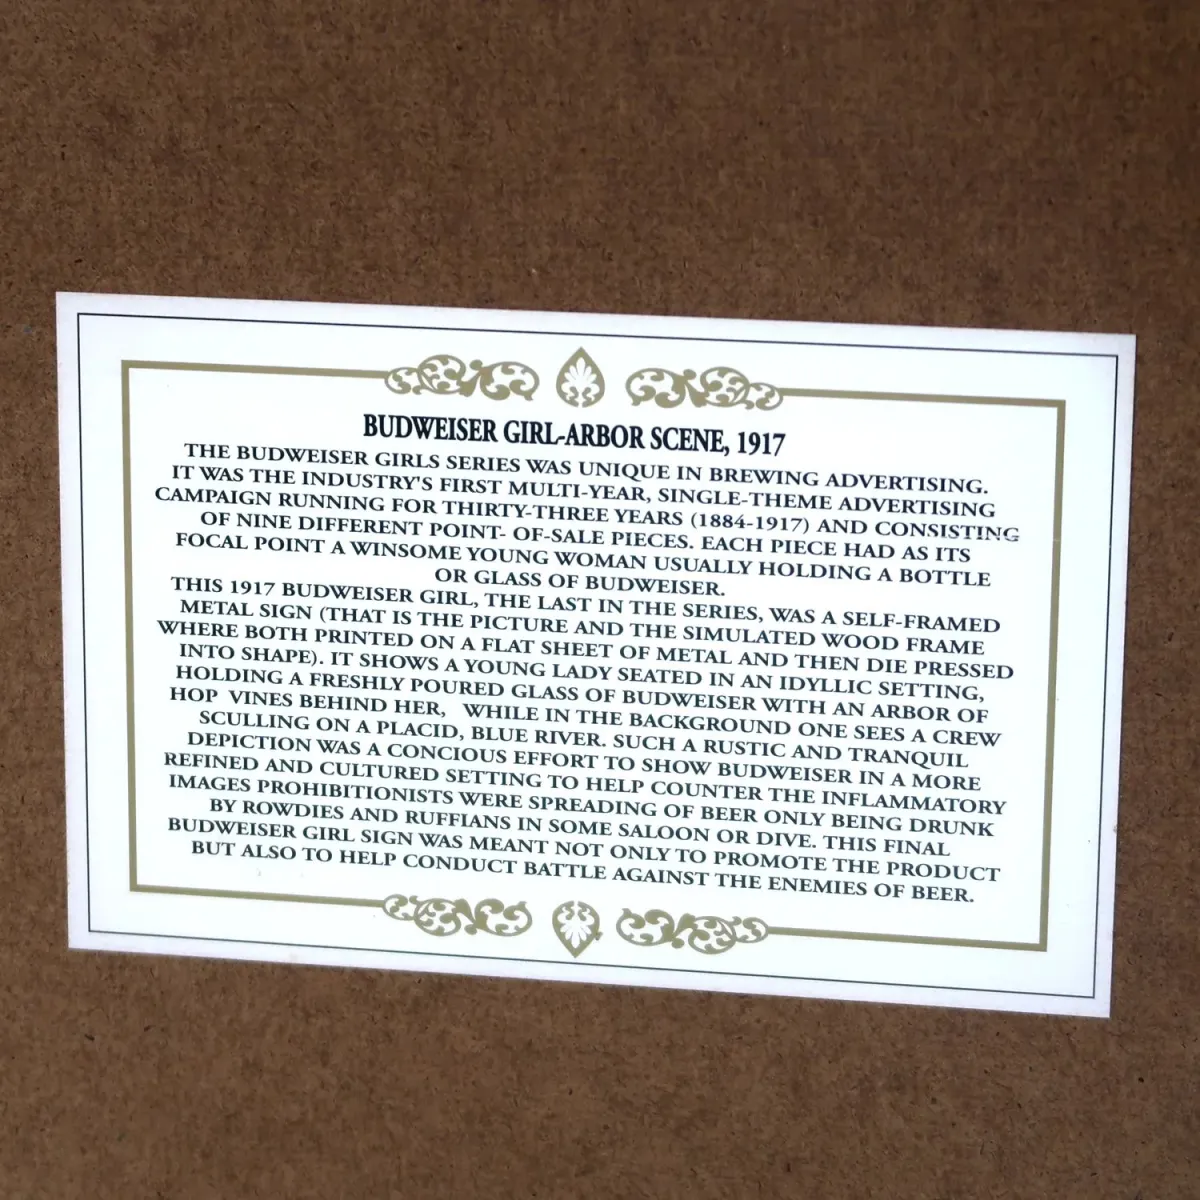 BUDWEISER GIRL-ARBOR SCENE, 1917
THE BUDWEISER GIRLS SERIES WAS UNIQUE IN BREWING ADVERTISING.
IT WAS THE INDUSTRY'S FIRST MULTI-YEAR, SINGLE-THEME ADVERTISING
CAMPAIGN RUNNING FOR THIRTY-THREE YEARS (1884-1917) AND CONSISTING
OF NINE DIFFERENT POINT- OF-SALE PIECES. EACH PIECE HAD AS ITS
FOCAL POINT A WINSOME YOUNG WOMAN USUALLY HOLDING A BOTTLE
OR GLASS OF BUDWEISER.
THIS 1917 BUDWEISER GIRL, THE LAST IN THE SERIES, WAS A SELF-FRAMED
METAL SIGN (THAT IS THE PICTURE AND THE SIMULATED WOOD FRAME
WHERE BOTH PRINTED ON A FLAT SHEET OF METAL AND THEN DIE PRESSED
INTO SHAPE). IT SHOWS A YOUNG LADY SEATED IN AN IDYLLIC SETTING,
HOLDING A FRESHLY POURED GLASS OF BUDWEISER WITH AN ARBOR OF
HOP VINES BEHIND HER, WHILE IN THE BACKGROUND ONE SEES A CREW
SCULLING ON A PLACID, BLUE RIVER. SUCH A RUSTIC AND TRANQUIL
DEPICTION WAS A CONCIOUS EFFORT TO SHOW BUDWEISER IN A MORE
REFINED AND CULTURED SETTING TO HELP COUNTER THE INFLAMMATORY
IMAGES PROHIBITIONISTS WERE SPREADING OF BEER ONLY BEING DRUNK
BY ROWDIES AND RUFFIANS IN SOME SALOON OR DIVE. THIS FINAL
BUDWEISER GIRL SIGN WAS MEANT NOT ONLY TO PROMOTE THE PRODUCT
BUT ALSO TO HELP CONDUCT BATTLE AGAINST THE ENEMIES OF BEER.